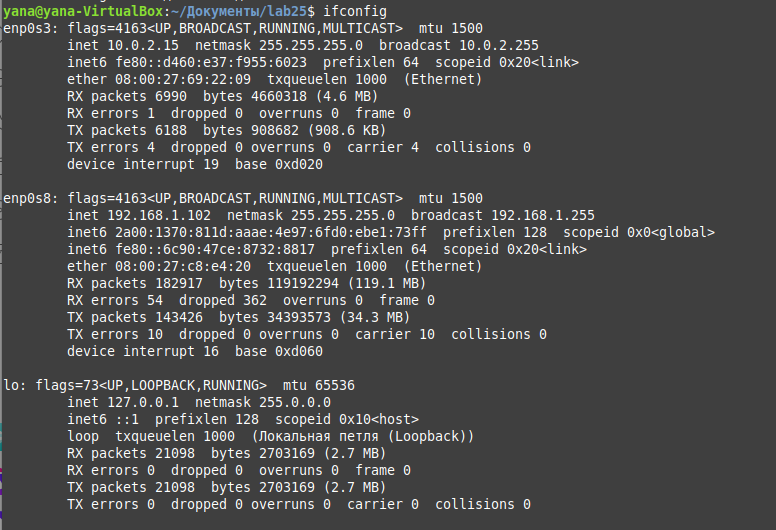 yana@yana-VirtualBox:~/Документы/lab25$ ifconfig
enp0s3: flags=4163<UP,BROADCAST,RUNNING,MULTICAST>  mtu 1500
        inet 10.0.2.15  netmask 255.255.255.0  broadcast 10.0.2.255
        inet6 fe80::d460:e37:f955:6023  prefixlen 64  scopeid 0x20<link>
        ether 08:00:27:69:22:09  txqueuelen 1000  (Ethernet)
        RX packets 6990  bytes 4660318 (4.6 MB)
        RX errors 1  dropped 0  overruns 0  frame 0
        TX packets 6188  bytes 908682 (908.6 KB)
        TX errors 4  dropped 0 overruns 0  carrier 4  collisions 0
        device interrupt 19  base 0xd020

enp0s8: flags=4163<UP,BROADCAST,RUNNING,MULTICAST>  mtu 1500
        inet 192.168.1.102  netmask 255.255.255.0  broadcast 192.168.1.255
        inet6 2a00:1370:811d:aaae:4e97:6fd0:ebe1:73ff  prefixlen 128  scopeid 0x0<global>
        inet6 fe80::6c90:47ce:8732:8817  prefixlen 64  scopeid 0x20<link>
        ether 08:00:27:c8:e4:20  txqueuelen 1000  (Ethernet)
        RX packets 182917  bytes 119192294 (119.1 MB)
        RX errors 54  dropped 362  overruns 0  frame 0
        TX packets 143426  bytes 34393573 (34.3 MB)
        TX errors 10  dropped 0 overruns 0  carrier 10  collisions 0
        device interrupt 16  base 0xd060

lo: flags=73<UP,LOOPBACK,RUNNING>  mtu 65536
        inet 127.0.0.1  netmask 255.0.0.0
        inet6 ::1  prefixlen 128  scopeid 0x10<host>
        loop  txqueuelen 1000  (Локальная петля (Loopback))
        RX packets 21098  bytes 2703169 (2.7 MB)
        RX errors 0  dropped 0  overruns 0  frame 0
        TX packets 21098  bytes 2703169 (2.7 MB)
        TX errors 0  dropped 0 overruns 0  carrier 0  collisions 0